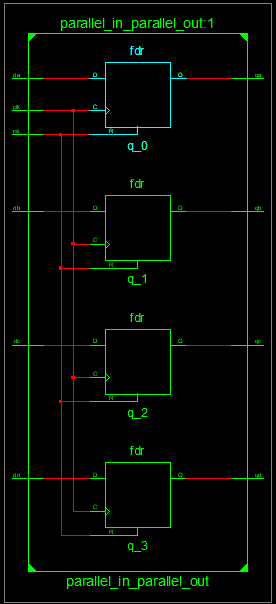 parallel_in_parallel_out:1
fdr
da D Q qa
clk C
rst R
q_0
fdr
db D Q qb
C
R
q_1
fdr
dc D Q qc
C
R
q_2
fdr
dd D Q qd
C
R
q_3
parallel_in_parallel_out